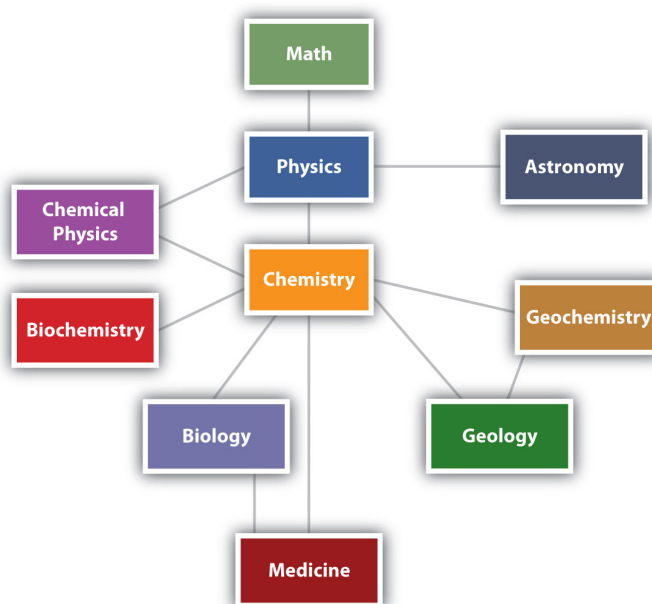 Math
Physics
Astronomy
Chemical
Physics
Chemistry
Biochemistry
Geochemistry
Biology
Geology
Medicine